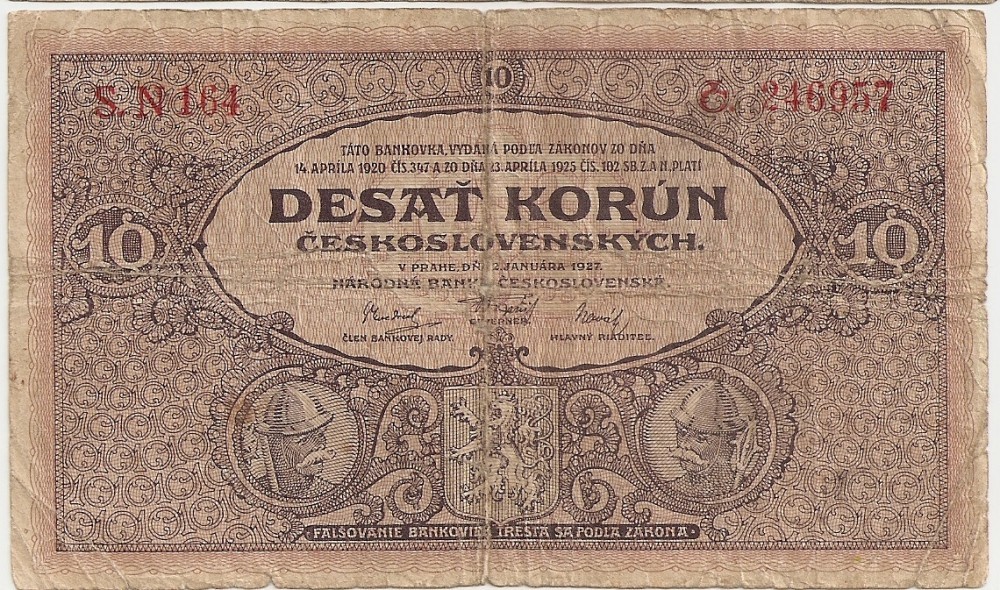 10
S.N 164
Č. 246957
TÁTO BANKOVKA, VYDANÁ PODĽA ZÁKONOV ZO DŇA
14. APRÍLA 1920 ČÍS. 347 A ZO DŇA 23. APRÍLA 1925 ČÍS. 102 SB. Z. A N. PLATÍ
DESAŤ KORÚN
ČESKOSLOVENSKÝCH.
10
10
V PRAHE, DŇA 2. JANUÁRA 1927.
NÁRODNÁ BANKA ČESKOSLOVENSKÁ.
GUVERNER.
ČLEN BANKOVEJ RADY.
HLAVNÝ RIADITEĽ.
FALŠOVANIE BANKOVIEK TRESTÁ SA PODĽA ZÁKONA